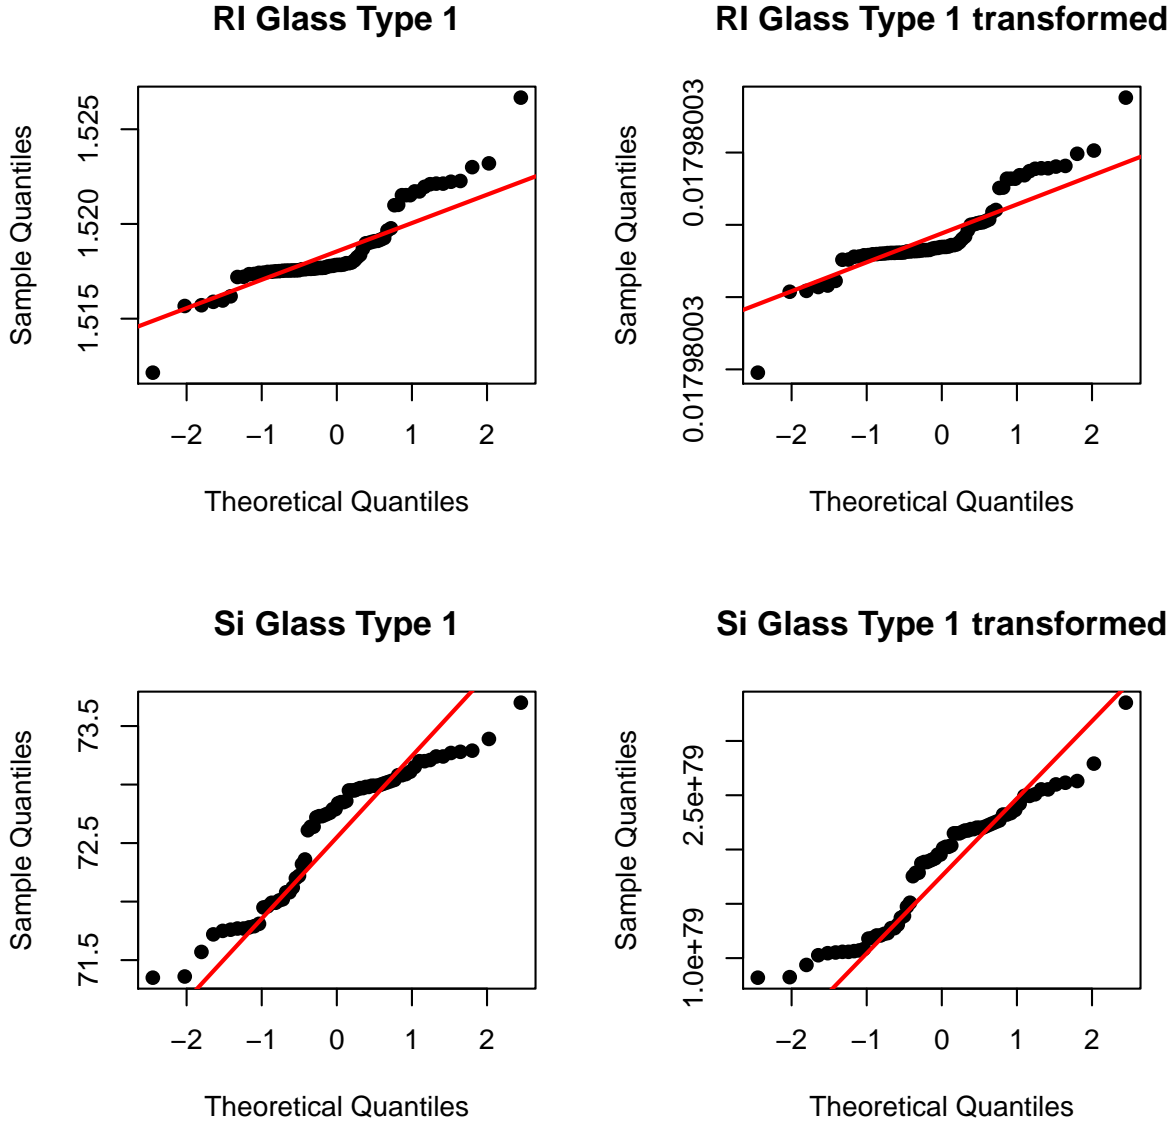 RI Glass Type 1
RI Glass Type 1 transformed
Sample Quantiles
1.515 1.520 1.525
−2 −1 0 1 2
Theoretical Quantiles
Sample Quantiles
0.01798003 0.01798003
−2 −1 0 1 2
Theoretical Quantiles
Si Glass Type 1
Si Glass Type 1 transformed
Sample Quantiles
71.5 72.5 73.5
−2 −1 0 1 2
Theoretical Quantiles
Sample Quantiles
1.0e+79 2.5e+79
−2 −1 0 1 2
Theoretical Quantiles